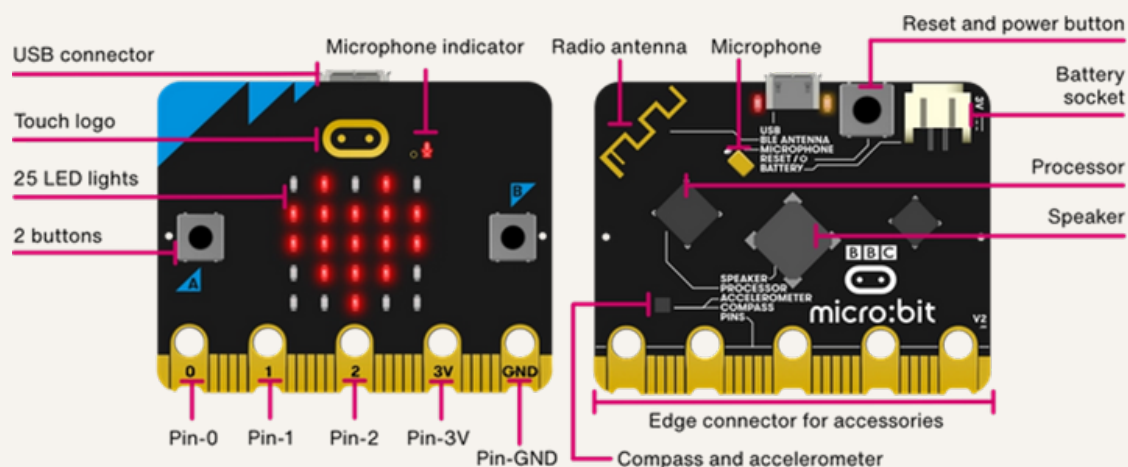 USB connector
Microphone indicator
Touch logo
25 LED lights
2 buttons
A
B
0
1
2
3V
GND
Pin-0
Pin-1
Pin-2
Pin-3V
Pin-GND
Radio antenna
Microphone
Reset and power button
Battery
socket
Processor
Speaker
3V
USB
BLE ANTENNA
MICROPHONE
RESET / O
BATTERY
SPEAKER
PROCESSOR
ACCELEROMETER
COMPASS
PINS
BBC
micro:bit
V2
Edge connector for accessories
Compass and accelerometer